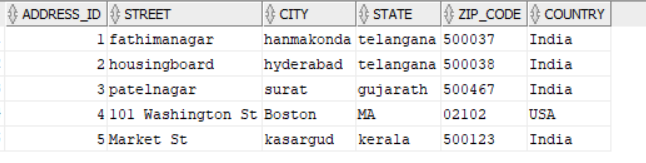 ADDRESS_ID STREET CITY STATE ZIP_CODE COUNTRY
1 fathimanagar hanmakonda telangana 500037 India
2 housingboard hyderabad telangana 500038 India
3 patelnagar surat gujarath 500467 India
4 101 Washington St Boston MA 02102 USA
5 Market St kasargud kerala 500123 India